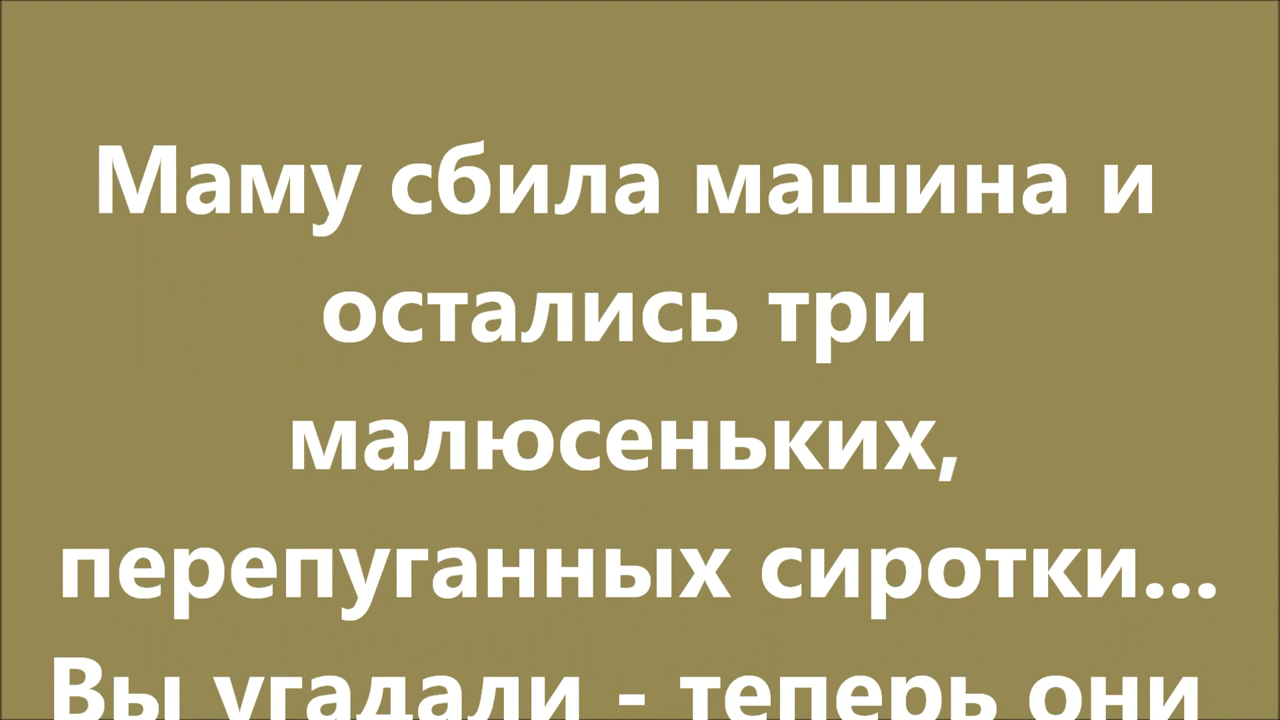 Маму сбила машина и
остались три
малюсеньких,
перепуганных сиротки...
Вы угадали - теперь они